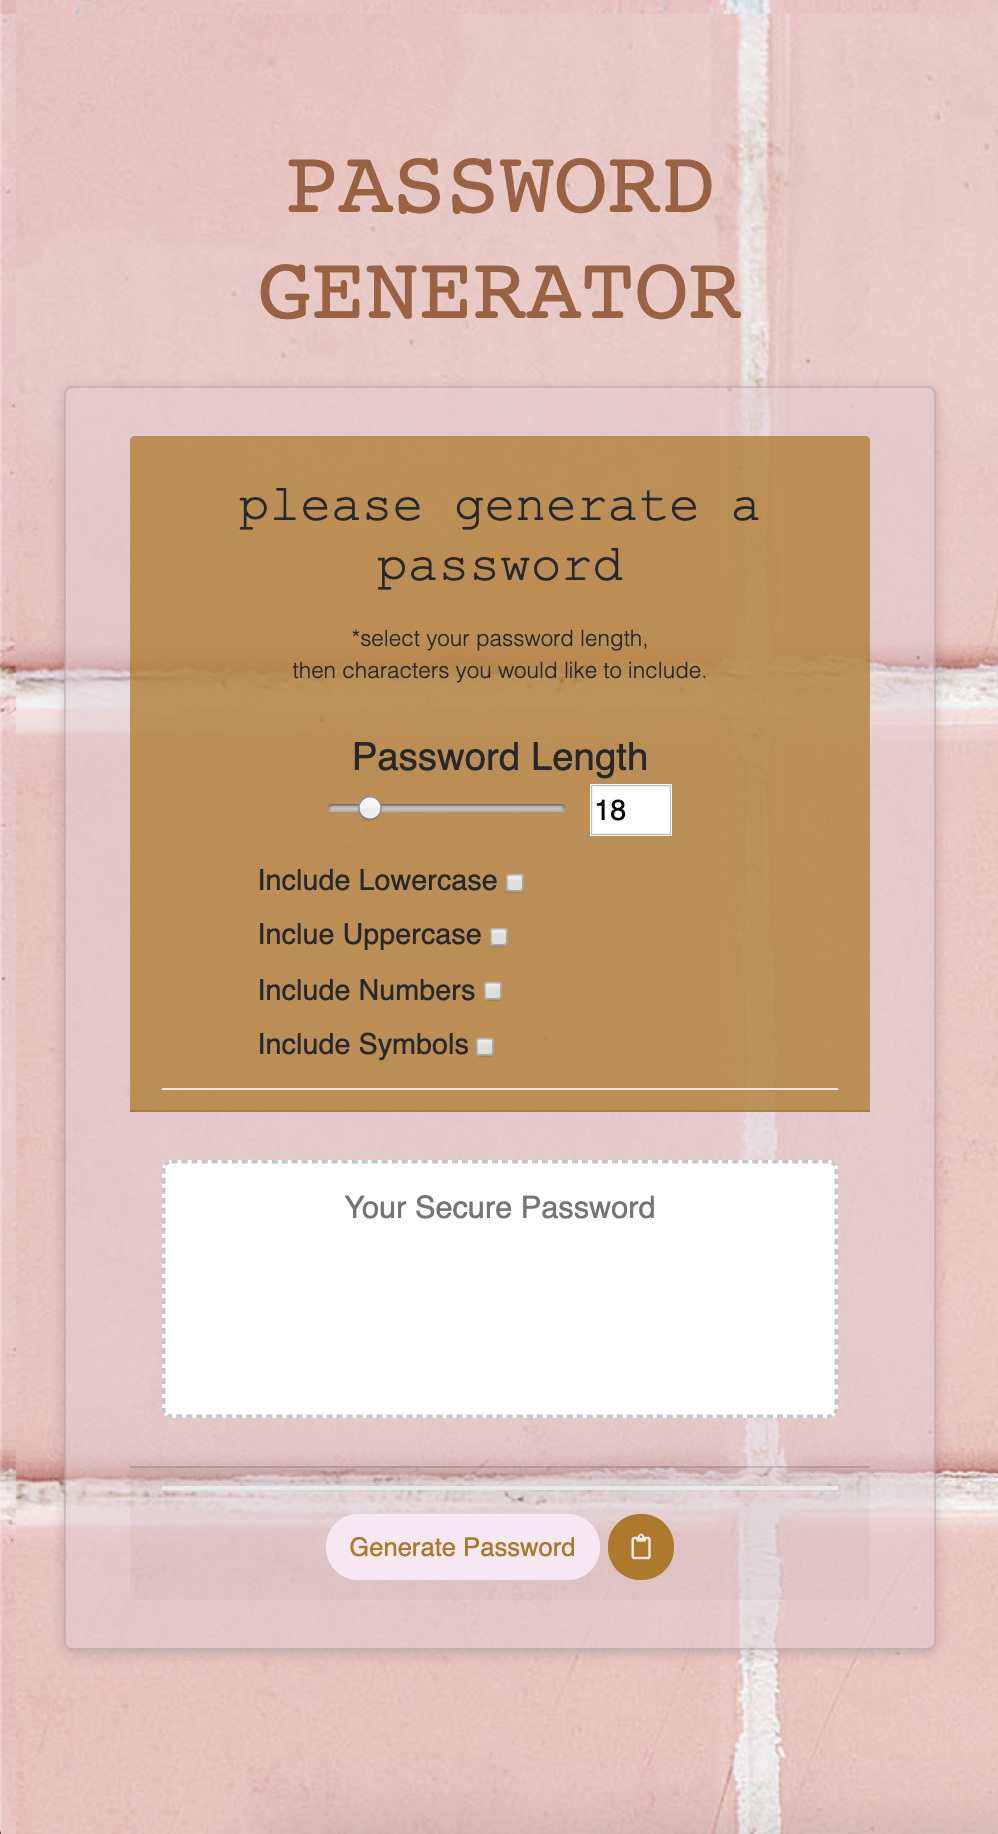 PASSWORD
GENERATOR
please generate a
password
*select your password length,
then characters you would like to include.
Password Length
18
Include Lowercase
Inclue Uppercase
Include Numbers
Include Symbols
Your Secure Password
Generate Password